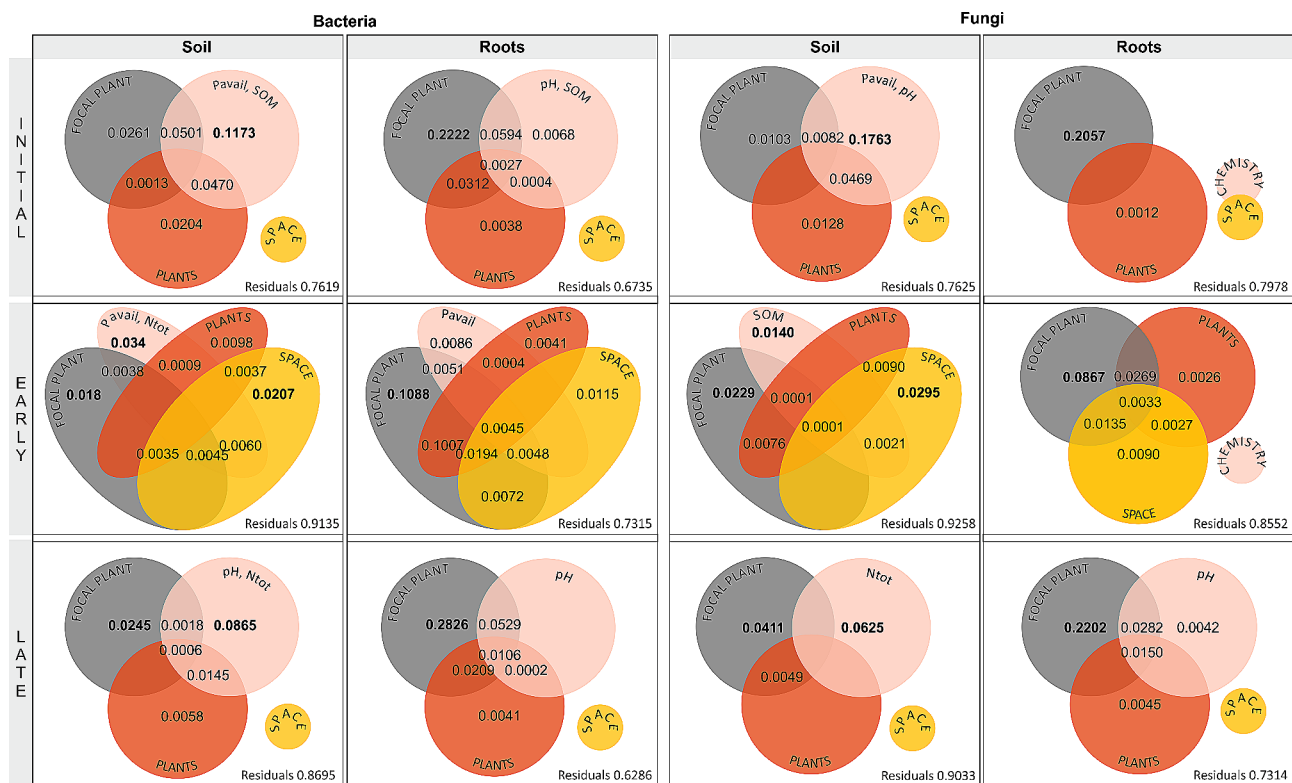 Bacteria
Fungi
Soil
Roots
Soil
Roots
INITIAL
FOCAL PLANT
Pavail, SOM
0.0261
0.0501
0.1173
0.0013
0.0470
0.0204
PLANTS
SPACE
Residuals 0.7619
FOCAL PLANT
pH, SOM
0.2222
0.0594
0.0068
0.0027
0.0312
0.0004
0.0038
PLANTS
SPACE
Residuals 0.6735
FOCAL PLANT
Pavail, pH
0.0103
0.0082
0.1763
0.0469
0.0128
PLANTS
SPACE
Residuals 0.7625
FOCAL PLANT
0.2057
CHEMISTRY
SPACE
0.0012
PLANTS
Residuals 0.7978
EARLY
Pavail, Ntot
PLANTS
0.034
0.0098
SPACE
FOCAL PLANT
0.0038
0.0009
0.0037
0.018
0.0207
0.0035
0.0045
0.0060
Residuals 0.9135
Pavail
PLANTS
0.0086
0.0041
SPACE
FOCAL PLANT
0.0051
0.0004
0.1088
0.0115
0.0045
0.1007
0.0194
0.0048
0.0072
Residuals 0.7315
SOM
PLANTS
0.0140
SPACE
FOCAL PLANT
0.0090
0.0229
0.0001
0.0295
0.0001
0.0076
0.0021
Residuals 0.9258
FOCAL PLANT
PLANTS
0.0867
0.0269
0.0026
0.0033
0.0135
0.0027
CHEMISTRY
0.0090
SPACE
Residuals 0.8552
LATE
FOCAL PLANT
pH, Ntot
0.0245
0.0018
0.0865
0.0006
0.0145
0.0058
PLANTS
SPACE
Residuals 0.8695
FOCAL PLANT
pH
0.2826
0.0529
0.0106
0.0209
0.0002
0.0041
PLANTS
SPACE
Residuals 0.6286
FOCAL PLANT
Ntot
0.0411
0.0625
0.0049
PLANTS
SPACE
Residuals 0.9033
FOCAL PLANT
pH
0.2202
0.0282
0.0042
0.0150
0.0045
PLANTS
SPACE
Residuals 0.7314